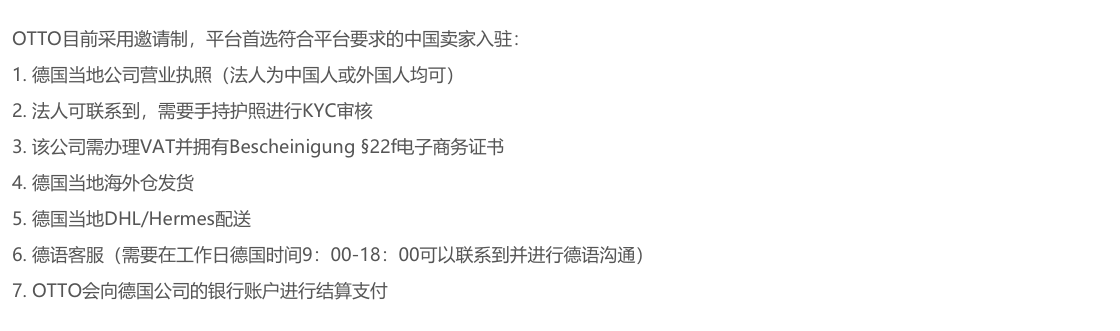 OTTO目前采用邀请制，平台首选符合平台要求的中国卖家入驻：
1. 德国当地公司营业执照（法人为中国人或外国人均可）
2. 法人可联系到，需要手持护照进行KYC审核
3. 该公司需办理VAT并拥有Bescheinigung §22f电子商务证书
4. 德国当地海外仓发货
5. 德国当地DHL/Hermes配送
6. 德语客服（需要在工作日德国时间9：00-18：00可以联系到并进行德语沟通）
7. OTTO会向德国公司的银行账户进行结算支付